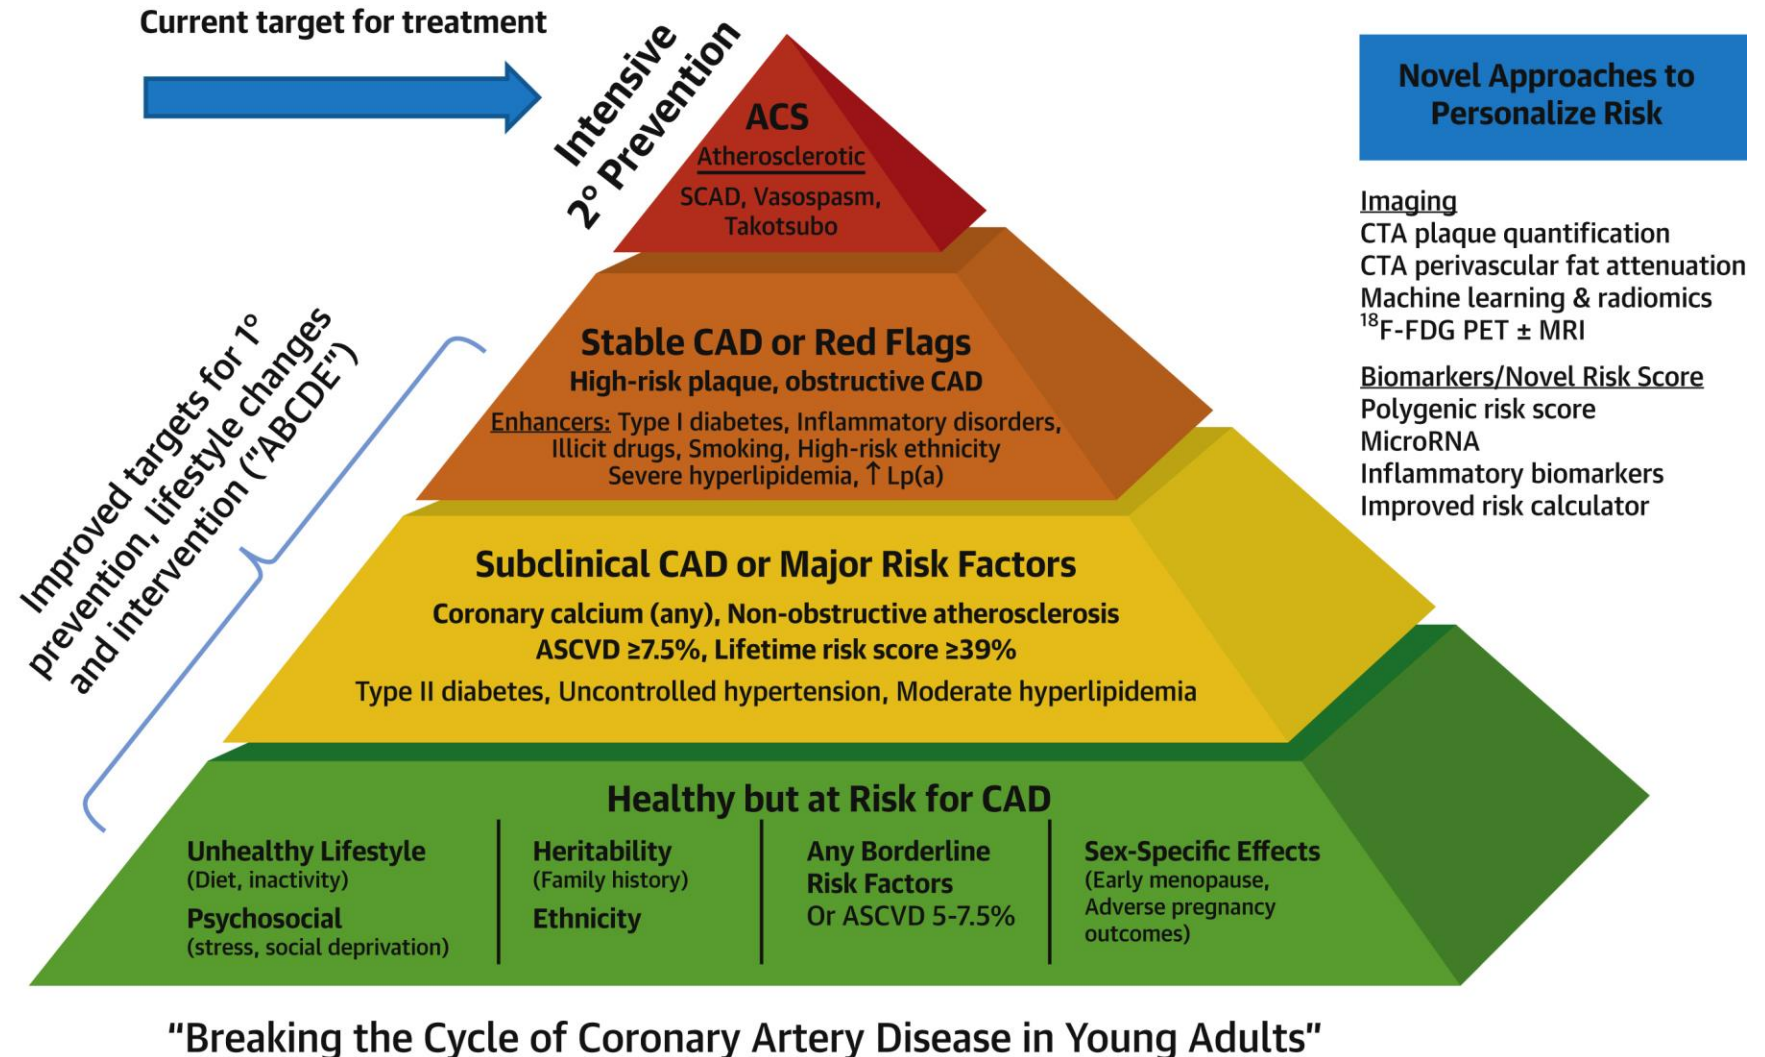 Current target for treatment
Intensive
2º Prevention
ACS
Atherosclerotic
SCAD, Vasospasm,
Takotsubo
Improved targets for 1º
prevention, lifestyle changes
and intervention ("ABCDE")
Stable CAD or Red Flags
High-risk plaque, obstructive CAD
Enhancers: Type I diabetes, Inflammatory disorders,
Illicit drugs, Smoking, High-risk ethnicity
Severe hyperlipidemia, ↑ Lp(a)
Subclinical CAD or Major Risk Factors
Coronary calcium (any), Non-obstructive atherosclerosis
ASCVD ≥7.5%, Lifetime risk score ≥39%
Type II diabetes, Uncontrolled hypertension, Moderate hyperlipidemia
Healthy but at Risk for CAD
Unhealthy Lifestyle
(Diet, inactivity)
Psychosocial
(stress, social deprivation)
Heritability
(Family history)
Ethnicity
Any Borderline
Risk Factors
Or ASCVD 5-7.5%
Sex-Specific Effects
(Early menopause,
Adverse pregnancy
outcomes)
Novel Approaches to
Personalize Risk
Imaging
CTA plaque quantification
CTA perivascular fat attenuation
Machine learning & radiomics
¹⁸F-FDG PET ± MRI
Biomarkers/Novel Risk Score
Polygenic risk score
MicroRNA
Inflammatory biomarkers
Improved risk calculator
"Breaking the Cycle of Coronary Artery Disease in Young Adults"